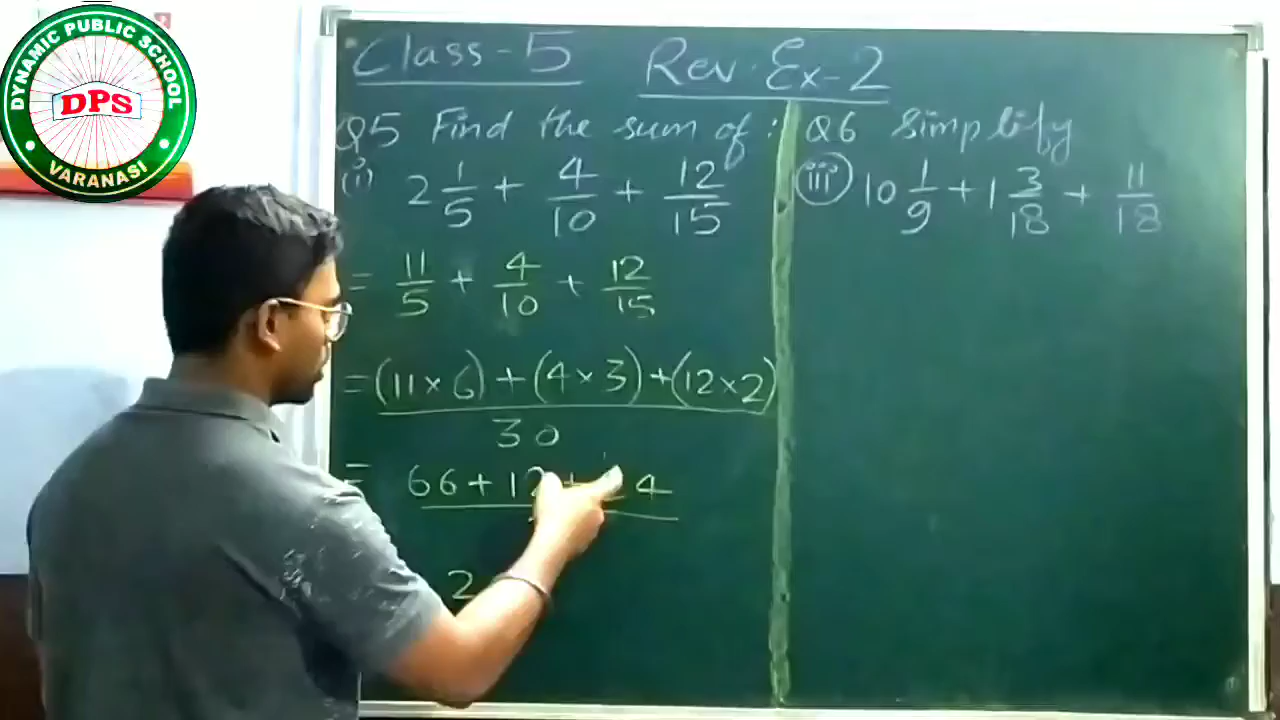 DYNAMIC PUBLIC SCHOOL
DPS
VARANASI
Class-5 Rev. Ex-2
Q5 Find the sum of:
(i) 2 1/5 + 4/10 + 12/15
= 11/5 + 4/10 + 12/15
= (11×6)+(4×3)+(12×2)
30
= 66+12+24
2
Q6 Simplify
(iii) 10 1/9 + 1 3/18 + 11/18